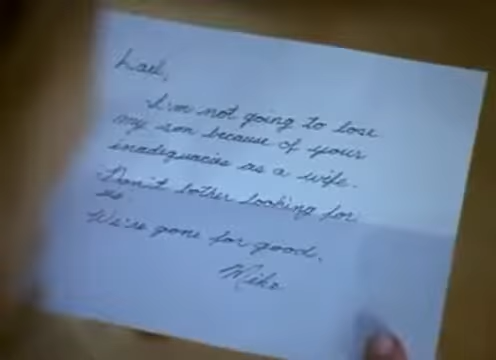 Lael,
I'm not going to lose
my son because of your
inadequacies as a wife.
Don't bother looking for
us
We're gone for good.
Mike